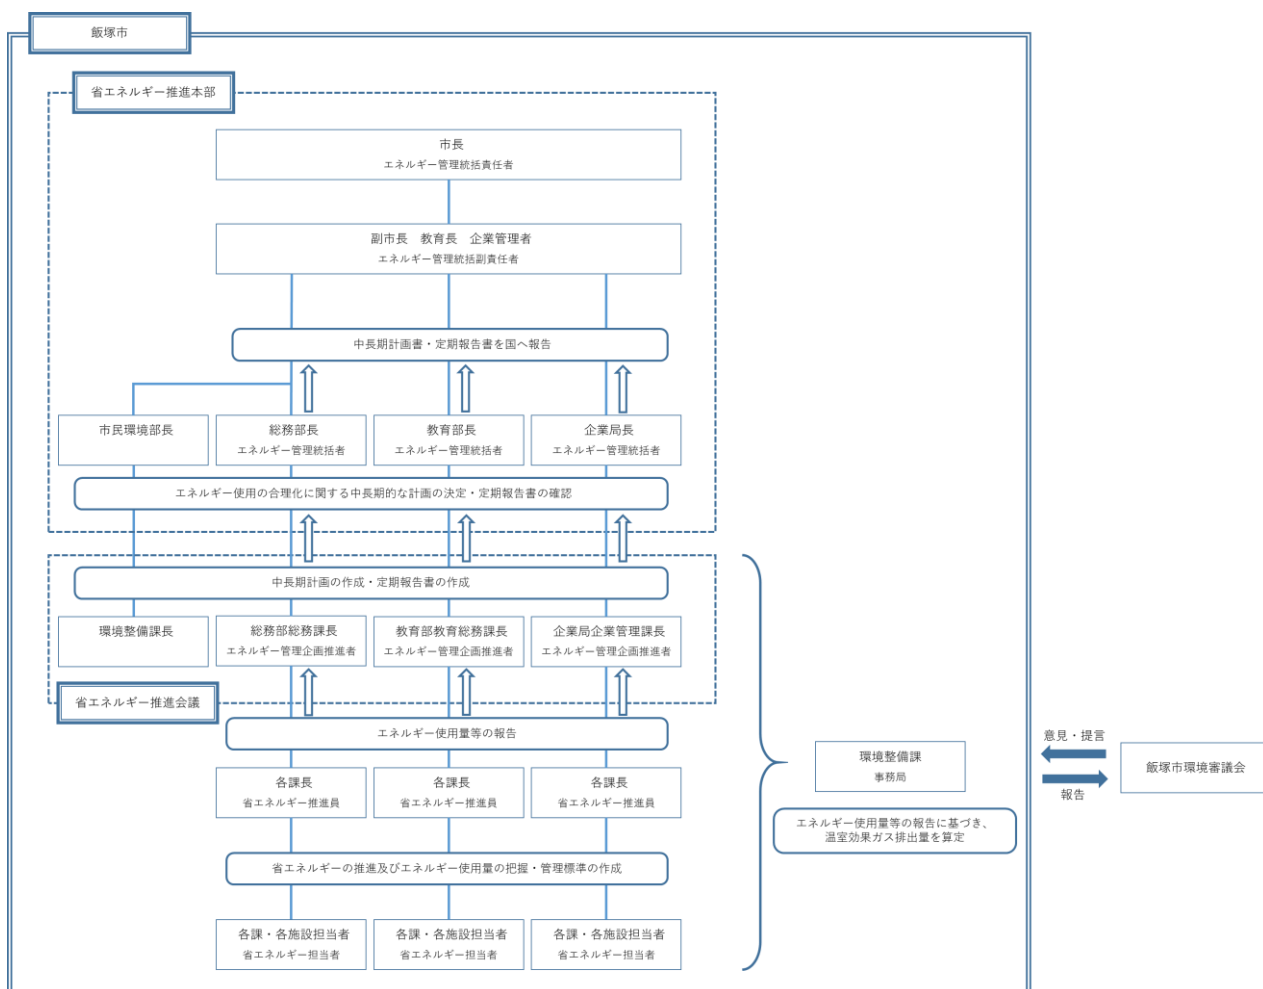 飯塚市
省エネルギー推進本部
市長
エネルギー管理統括責任者
副市長　教育長　企業管理者
エネルギー管理統括副責任者
中長期計画書・定期報告書を国へ報告
市民環境部長
総務部長
エネルギー管理統括者
教育部長
エネルギー管理統括者
企業局長
エネルギー管理統括者
エネルギー使用の合理化に関する中長期的な計画の決定・定期報告書の確認
中長期計画の作成・定期報告書の作成
環境整備課長
総務部総務課長
エネルギー管理企画推進者
教育部教育総務課長
エネルギー管理企画推進者
企業局企業管理課長
エネルギー管理企画推進者
省エネルギー推進会議
エネルギー使用量等の報告
各課長
省エネルギー推進員
各課長
省エネルギー推進員
各課長
省エネルギー推進員
省エネルギーの推進及びエネルギー使用量の把握・管理標準の作成
各課・各施設担当者
省エネルギー担当者
各課・各施設担当者
省エネルギー担当者
各課・各施設担当者
省エネルギー担当者
環境整備課
事務局
エネルギー使用量等の報告に基づき、
温室効果ガス排出量を算定
意見・提言
報告
飯塚市環境審議会